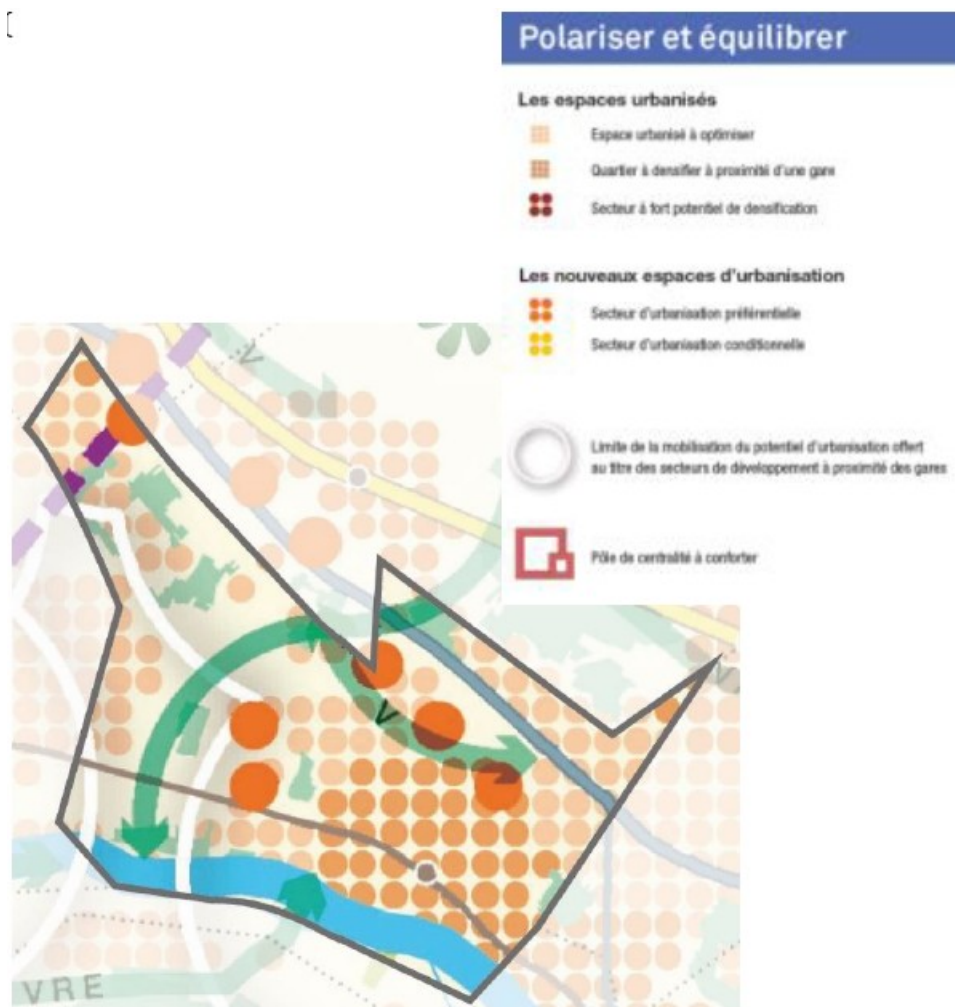 Polariser et équilibrer
Les espaces urbanisés
Espace urbanisé à optimiser
Quartier à densifier à proximité d'une gare
Secteur à fort potentiel de densification
Les nouveaux espaces d'urbanisation
Secteur d'urbanisation préférentielle
Secteur d'urbanisation conditionnelle
Limite de la mobilisation du potentiel d'urbanisation offert
au titre des secteurs de développement à proximité des gares
Pôle de centralité à conforter
V
V
V
VRE